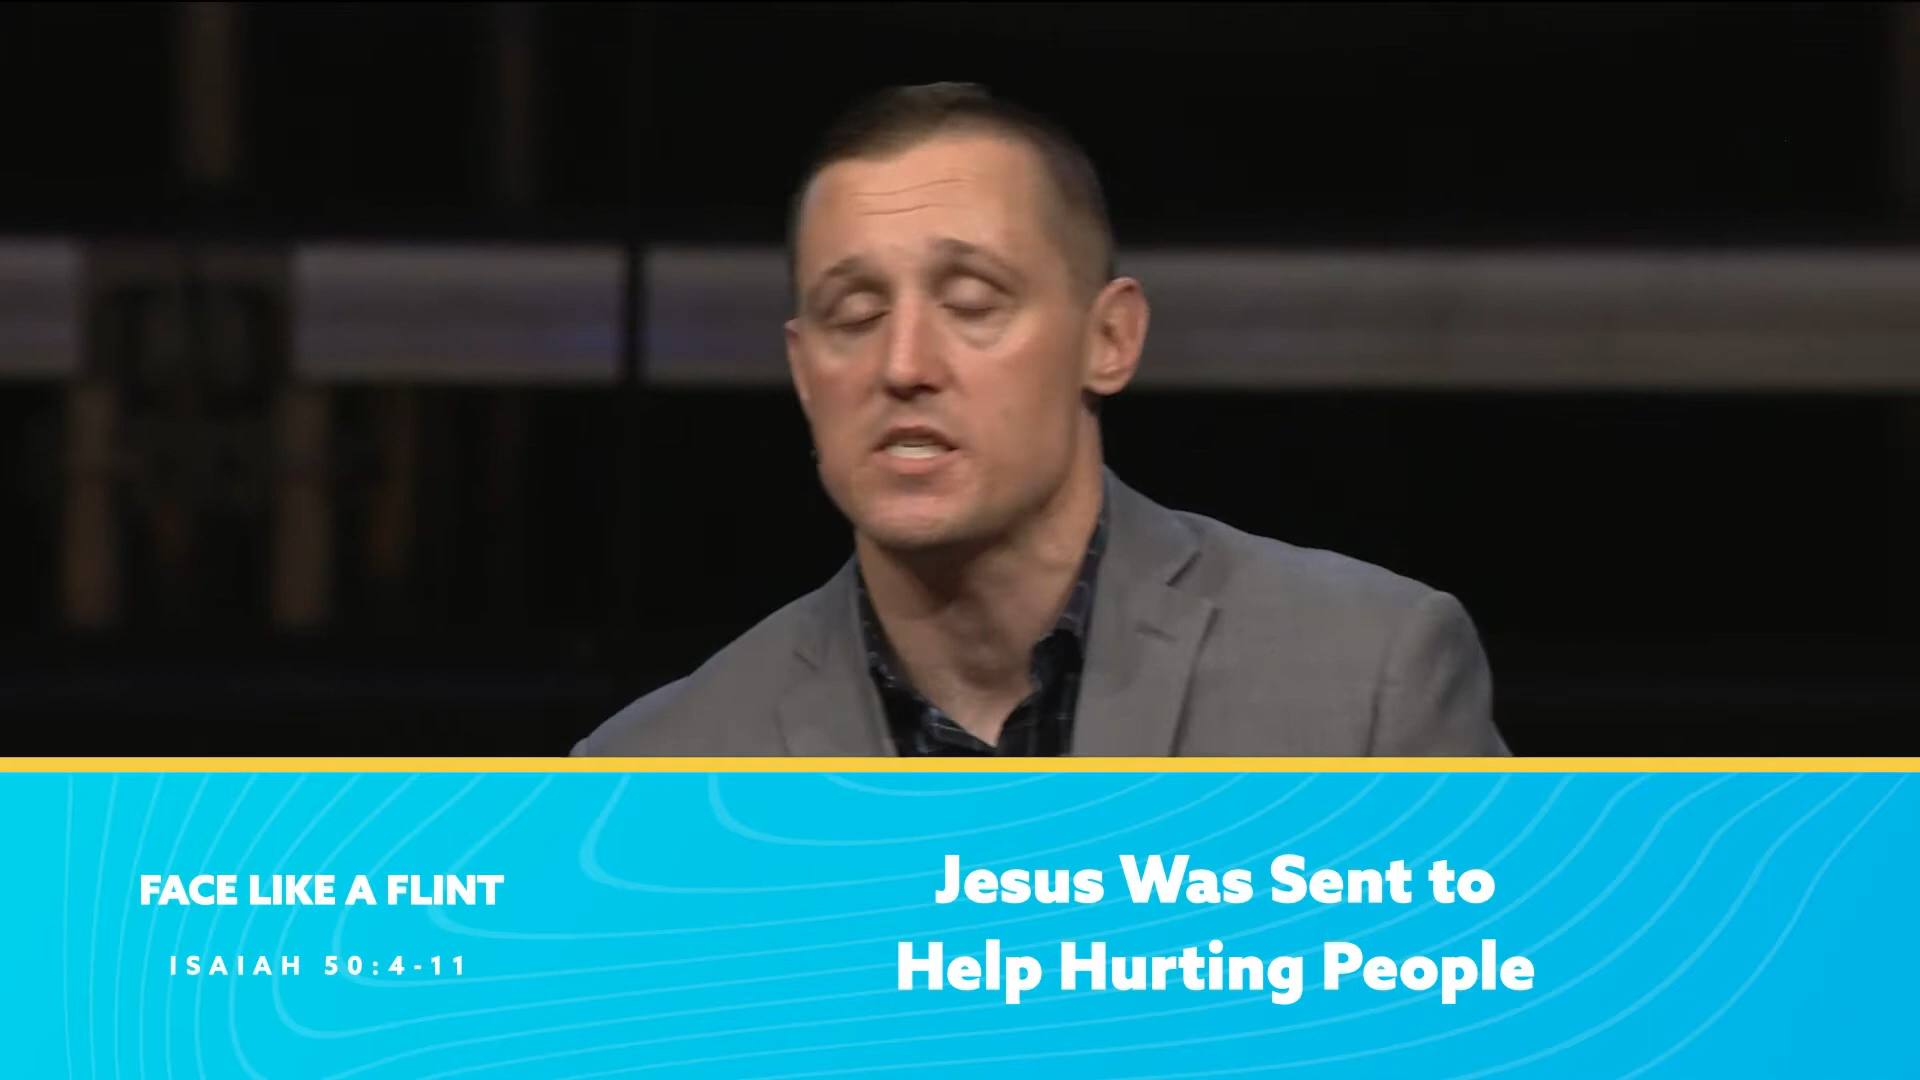 FACE LIKE A FLINT
ISAIAH 50:4-11
Jesus Was Sent to
Help Hurting People